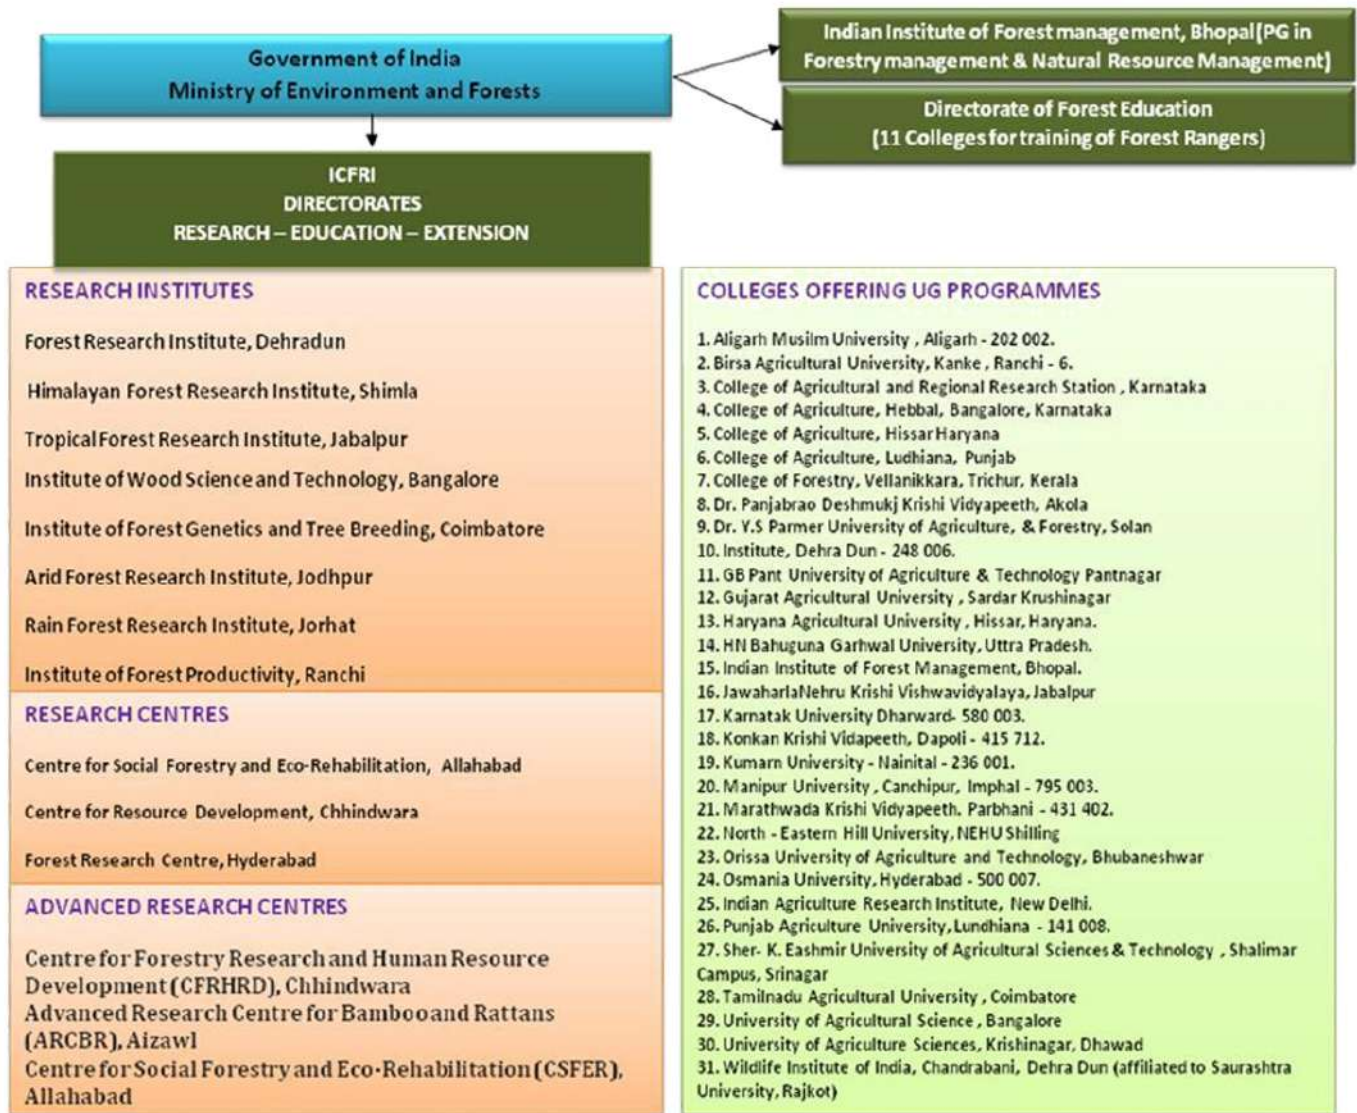 Government of India
Ministry of Environment and Forests
Indian Institute of Forest management, Bhopal(PG in
Forestry management & Natural Resource Management)
Directorate of Forest Education
(11 Colleges for training of Forest Rangers)
ICFRI
DIRECTORATES
RESEARCH – EDUCATION – EXTENSION
RESEARCH INSTITUTES
Forest Research Institute, Dehradun
Himalayan Forest Research Institute, Shimla
Tropical Forest Research Institute, Jabalpur
Institute of Wood Science and Technology, Bangalore
Institute of Forest Genetics and Tree Breeding, Coimbatore
Arid Forest Research Institute, Jodhpur
Rain Forest Research Institute, Jorhat
Institute of Forest Productivity, Ranchi
RESEARCH CENTRES
Centre for Social Forestry and Eco-Rehabilitation, Allahabad
Centre for Resource Development, Chhindwara
Forest Research Centre, Hyderabad
ADVANCED RESEARCH CENTRES
Centre for Forestry Research and Human Resource
Development (CFRHRD), Chhindwara
Advanced Research Centre for Bamboo and Rattans
(ARCBR), Aizawl
Centre for Social Forestry and Eco-Rehabilitation (CSFER),
Allahabad
COLLEGES OFFERING UG PROGRAMMES
1. Aligarh Musilm University , Aligarh - 202 002.
2. Birsa Agricultural University, Kanke , Ranchi - 6.
3. College of Agricultural and Regional Research Station , Karnataka
4. College of Agriculture, Hebbal, Bangalore, Karnataka
5. College of Agriculture, Hissar Haryana
6. College of Agriculture, Ludhiana, Punjab
7. College of Forestry, Vellanikkara, Trichur, Kerala
8. Dr. Panjabrao Deshmukj Krishi Vidyapeeth, Akola
9. Dr. Y.S Parmer University of Agriculture, & Forestry, Solan
10. Institute, Dehra Dun - 248 006.
11. GB Pant University of Agriculture & Technology Pantnagar
12. Gujarat Agricultural University , Sardar Krushinagar
13. Haryana Agricultural University , Hissar, Haryana.
14. HN Bahuguna Garhwal University, Uttra Pradesh.
15. Indian Institute of Forest Management, Bhopal.
16. JawaharlaNehru Krishi Vishwavidyalaya, Jabalpur
17. Karnatak University Dharward- 580 003.
18. Konkan Krishi Vidapeeth, Dapoli - 415 712.
19. Kumarn University - Nainital - 236 001.
20. Manipur University , Canchipur, Imphal - 795 003.
21. Marathwada Krishi Vidyapeeth. Parbhani - 431 402.
22. North - Eastern Hill University, NEHU Shilling
23. Orissa University of Agriculture and Technology, Bhubaneshwar
24. Osmania University, Hyderabad - 500 007.
25. Indian Agriculture Research Institute, New Delhi.
26. Punjab Agriculture University, Lundhiana - 141 008.
27. Sher- K. Eashmir University of Agricultural Sciences & Technology , Shalimar
Campus, Srinagar
28. Tamilnadu Agricultural University , Coimbatore
29. University of Agricultural Science , Bangalore
30. University of Agriculture Sciences, Krishinagar, Dhawad
31. Wildlife Institute of India, Chandrabani, Dehra Dun (affiliated to Saurashtra
University, Rajkot)